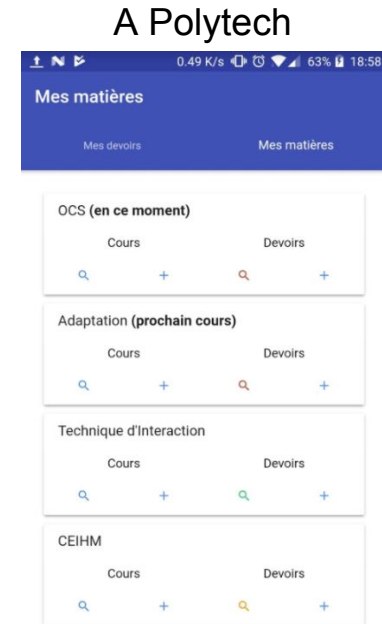 A Polytech
0.49 K/s 63% 18:58
Mes matières
Mes devoirs Mes matières
OCS (en ce moment)
Cours Devoirs
Adaptation (prochain cours)
Cours Devoirs
Technique d'Interaction
Cours Devoirs
CEIHM
Cours Devoirs